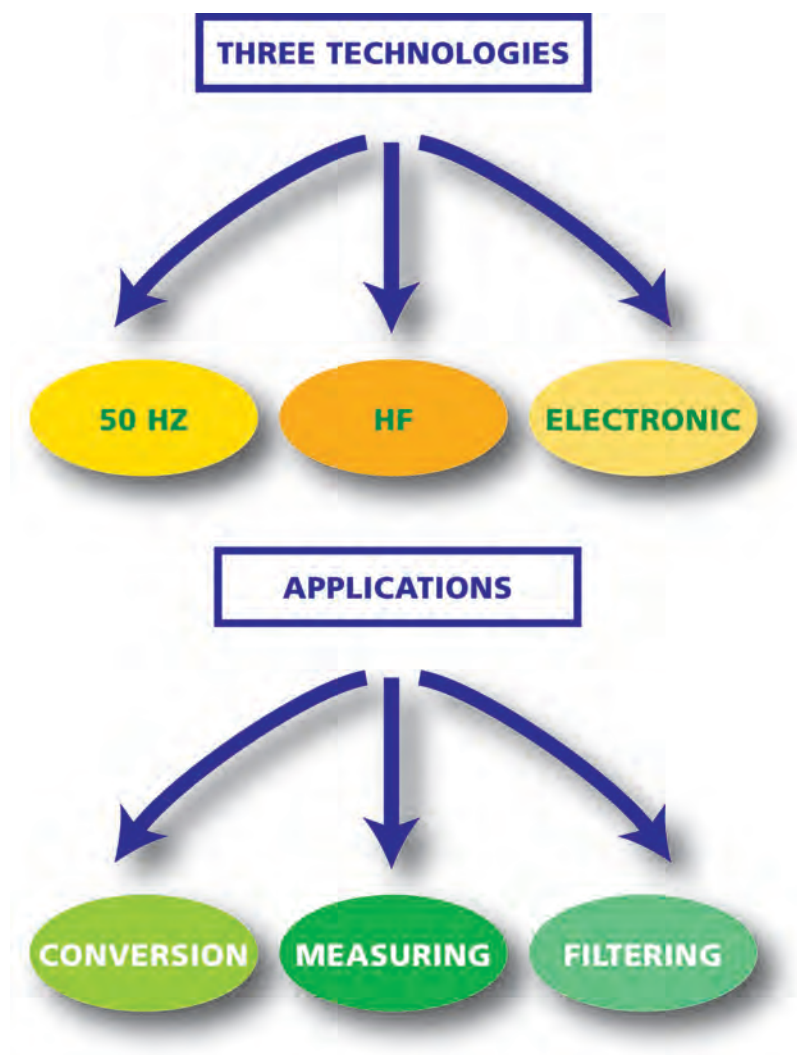 THREE TECHNOLOGIES
50 HZ
HF
ELECTRONIC
APPLICATIONS
CONVERSION
MEASURING
FILTERING